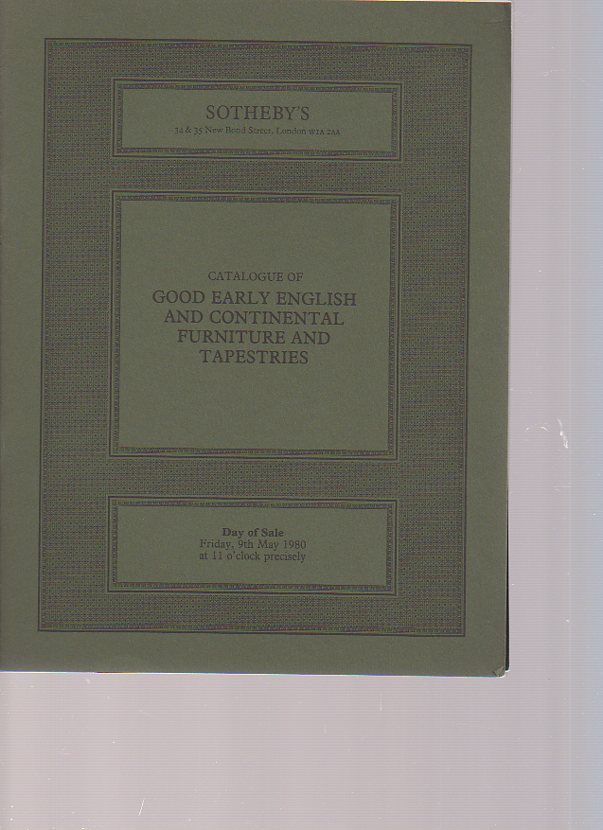 SOTHEBY'S
34 & 35 New Bond Street, London W1A 2AA
CATALOGUE OF
GOOD EARLY ENGLISH
AND CONTINENTAL
FURNITURE AND
TAPESTRIES
Day of Sale
Friday, 9th May 1980
at 11 o'clock precisely